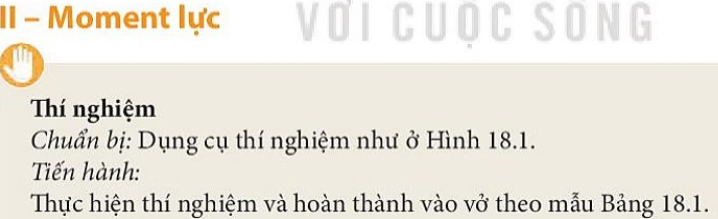 II – Moment lực
VỚI CUỘC SỐNG
Thí nghiệm
Chuẩn bị: Dụng cụ thí nghiệm như ở Hình 18.1.
Tiến hành:
Thực hiện thí nghiệm và hoàn thành vào vở theo mẫu Bảng 18.1.